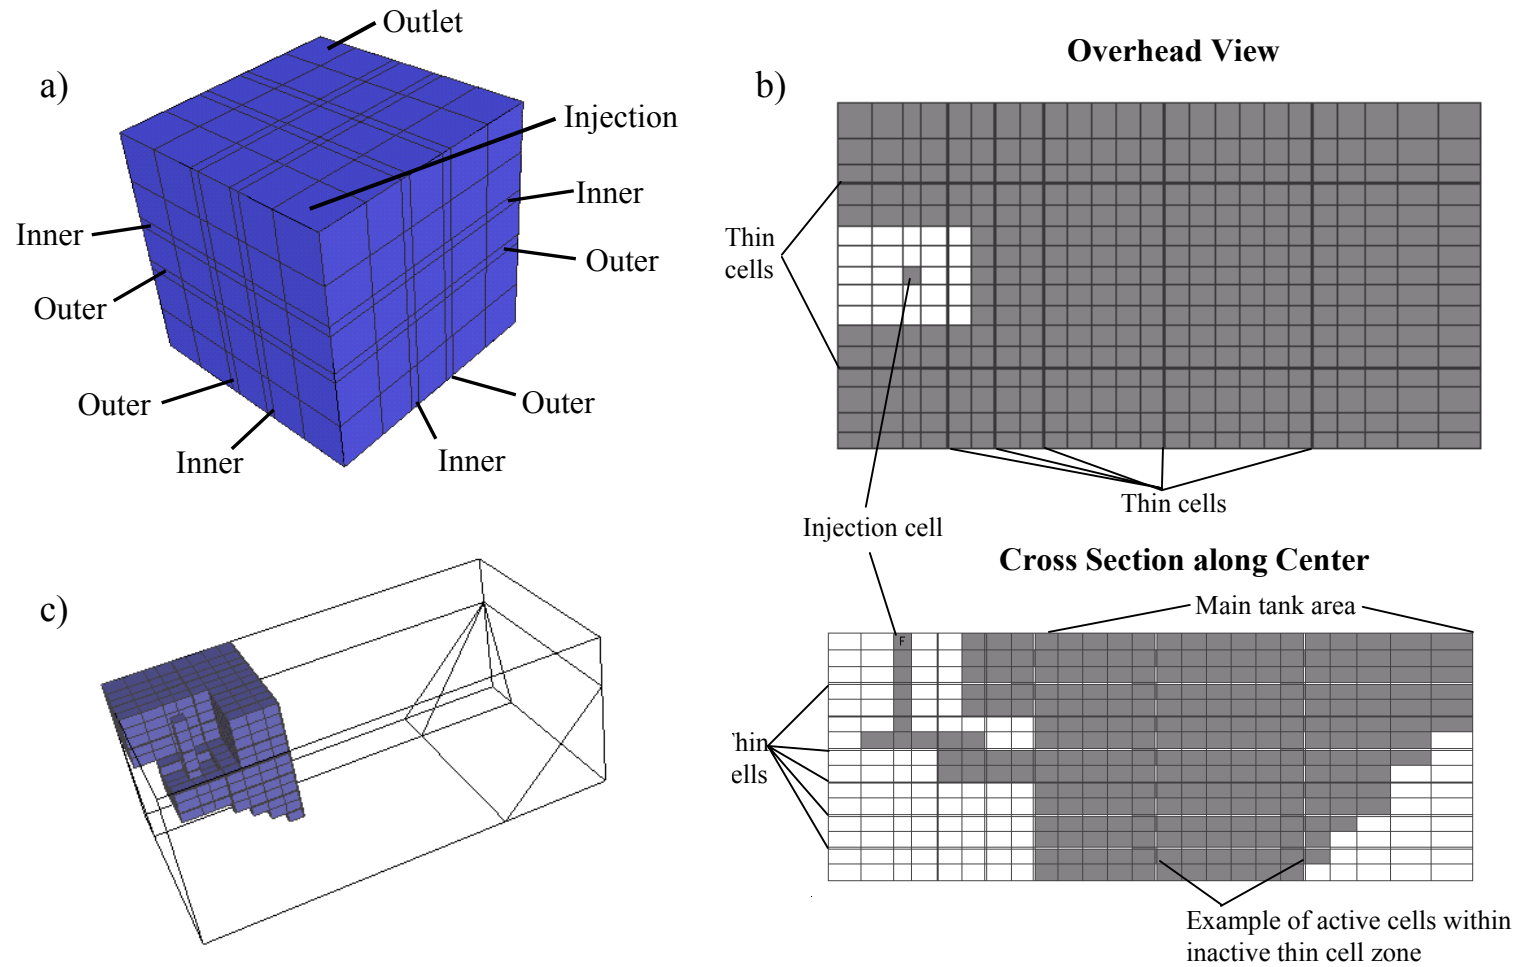 a)
Outlet
Injection
Inner
Inner
Outer
Outer
Outer
Outer
Inner
Inner
b)
Overhead View
Thin
cells
Thin cells
Injection cell
Cross Section along Center
Main tank area
F
hin
ells
Example of active cells within
inactive thin cell zone
c)